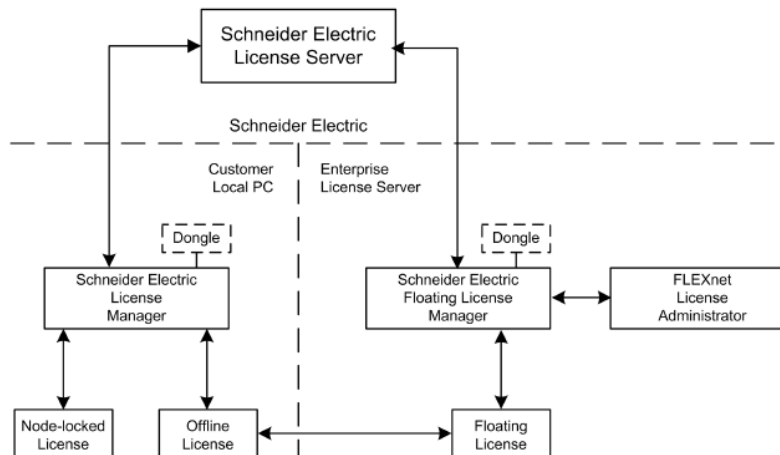 Schneider Electric
License Server
Schneider Electric
Customer
Local PC
Enterprise
License Server
Dongle
Dongle
Schneider Electric
License
Manager
Schneider Electric
Floating License
Manager
FLEXnet
License
Administrator
Node-locked
License
Offline
License
Floating
License